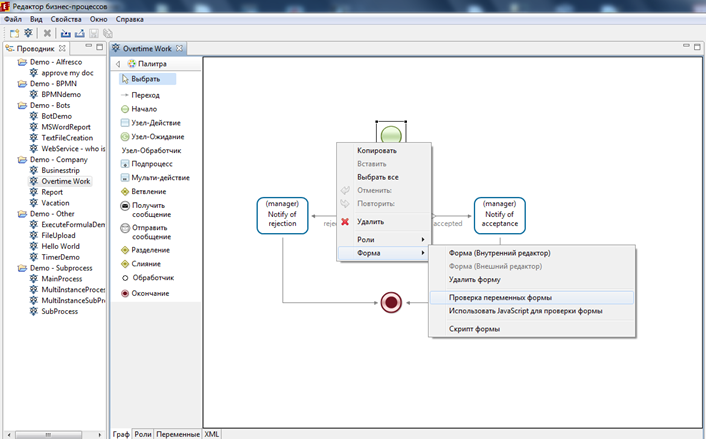 Редактор бизнес-процессов
Файл Вид Свойства Окно Справка
Проводник
Demo - Alfresco
approve my doc
Demo - BPMN
BPMNdemo
Demo - Bots
BotDemo
MSWordReport
TextFileCreation
WebService - who is
Demo - Company
Businesstrip
Overtime Work
Report
Vacation
Demo - Other
ExecuteFormulaDem
FileUpload
Hello World
TimerDemo
Demo - Subprocess
MainProcess
MultiInstanceProces
MultiInstanceSubPr
SubProcess
Overtime Work
Палитра
Выбрать
Переход
Начало
Узел-Действие
Узел-Ожидание
Узел-Обработчик
Подпроцесс
Мульти-действие
Ветвление
Получить
сообщение
Отправить
сообщение
Разделение
Слияние
Обработчик
Окончание
(manager)
Notify of
rejection
reje
accepted
(manager)
Notify of
acceptance
Копировать
Вставить
Выбрать все
Отменить:
Повторить:
Удалить
Роли
Форма
Форма (Внутренний редактор)
Форма (Внешний редактор)
Удалить форму
Проверка переменных формы
Использовать JavaScript для проверки формы
Скрипт формы
Граф Роли Переменные XML